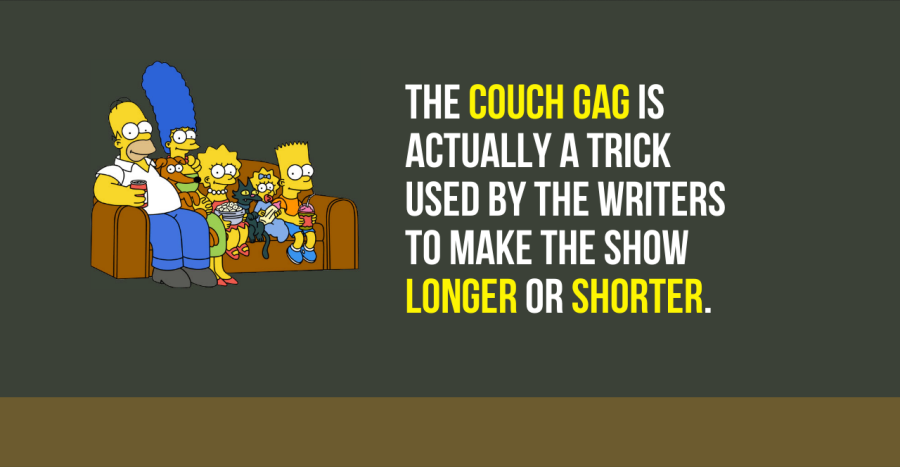 THE COUCH GAG IS
ACTUALLY A TRICK
USED BY THE WRITERS
TO MAKE THE SHOW
LONGER OR SHORTER.